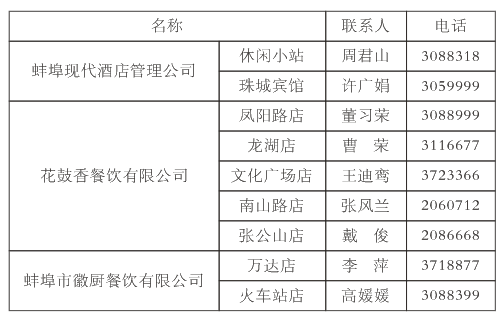 名称 联系人 电话
蚌埠现代酒店管理公司 休闲小站 周君山 3088318
珠城宾馆 许广娟 3059999
花鼓香餐饮有限公司 凤阳路店 董习荣 3088999
龙湖店 曹 荣 3116677
文化广场店 王迪鸾 3723366
南山路店 张凤兰 2060712
张公山店 戴 俊 2086668
蚌埠市徽厨餐饮有限公司 万达店 李 萍 3718877
火车站店 高媛媛 3088399